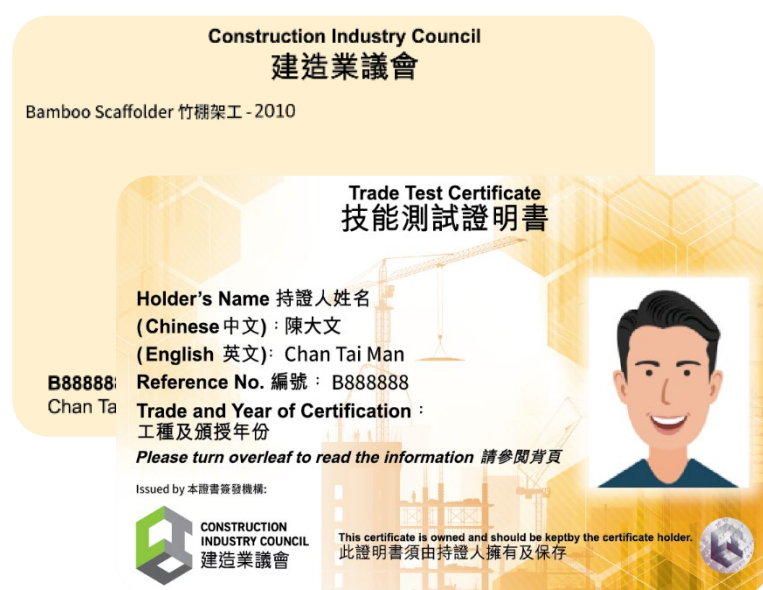 Construction Industry Council
建造業議會
Bamboo Scaffolder 竹棚架工 - 2010
B88888
Chan Ta
Trade Test Certificate
技能測試證明書
Holder's Name 持證人姓名
(Chinese 中文)：陳大文
(English 英文)： Chan Tai Man
Reference No. 編號： B888888
Trade and Year of Certification：
工種及頒授年份
Please turn overleaf to read the information 請參閱背頁
Issued by 本證書簽發機構:
CONSTRUCTION
INDUSTRY COUNCIL
建造業議會
This certificate is owned and should be keptby the certificate holder.
此證明書須由持證人擁有及保存